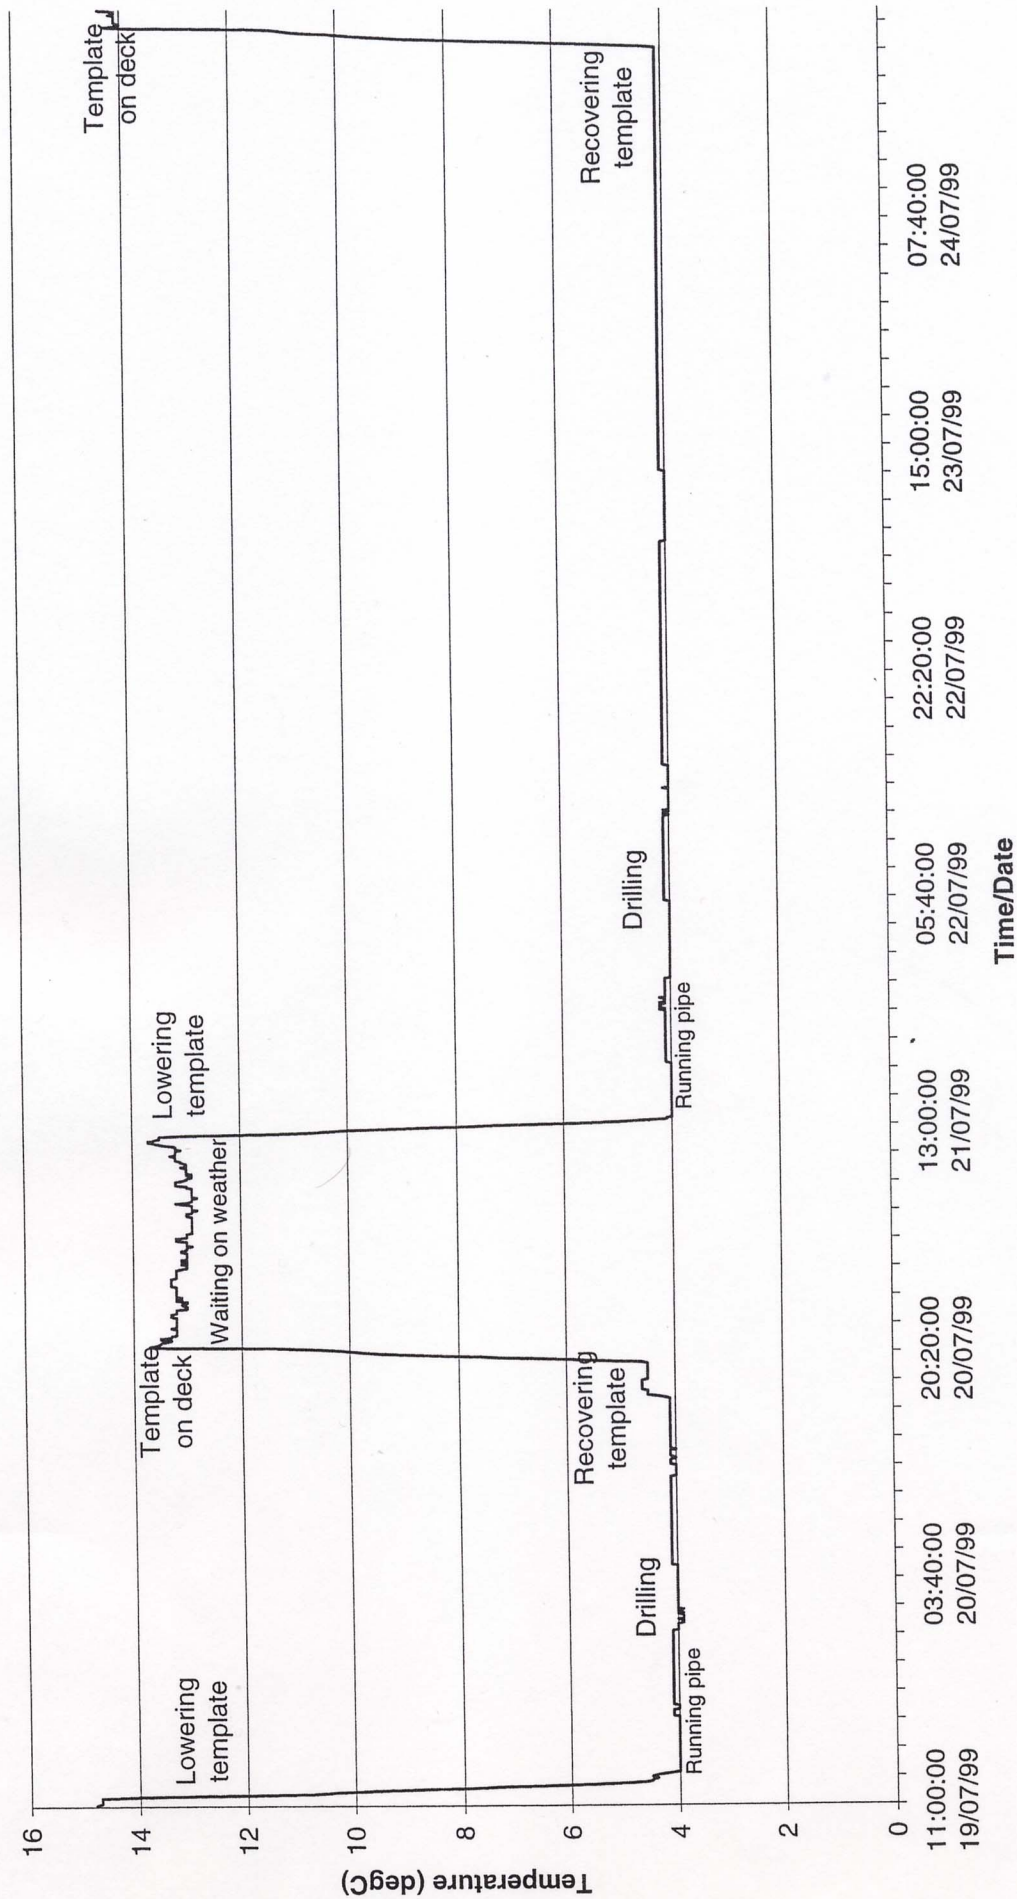 Temperature (degC)
16
14
12
10
8
6
4
2
0
Lowering
template
Running pipe
Drilling
Recovering
template
Template
on deck
Waiting on weather
Lowering
template
Running pipe
Drilling
Recovering
template
Template
on deck
11:00:00
19/07/99
03:40:00
20/07/99
20:20:00
20/07/99
13:00:00
21/07/99
05:40:00
22/07/99
22:20:00
22/07/99
15:00:00
23/07/99
07:40:00
24/07/99
Time/Date